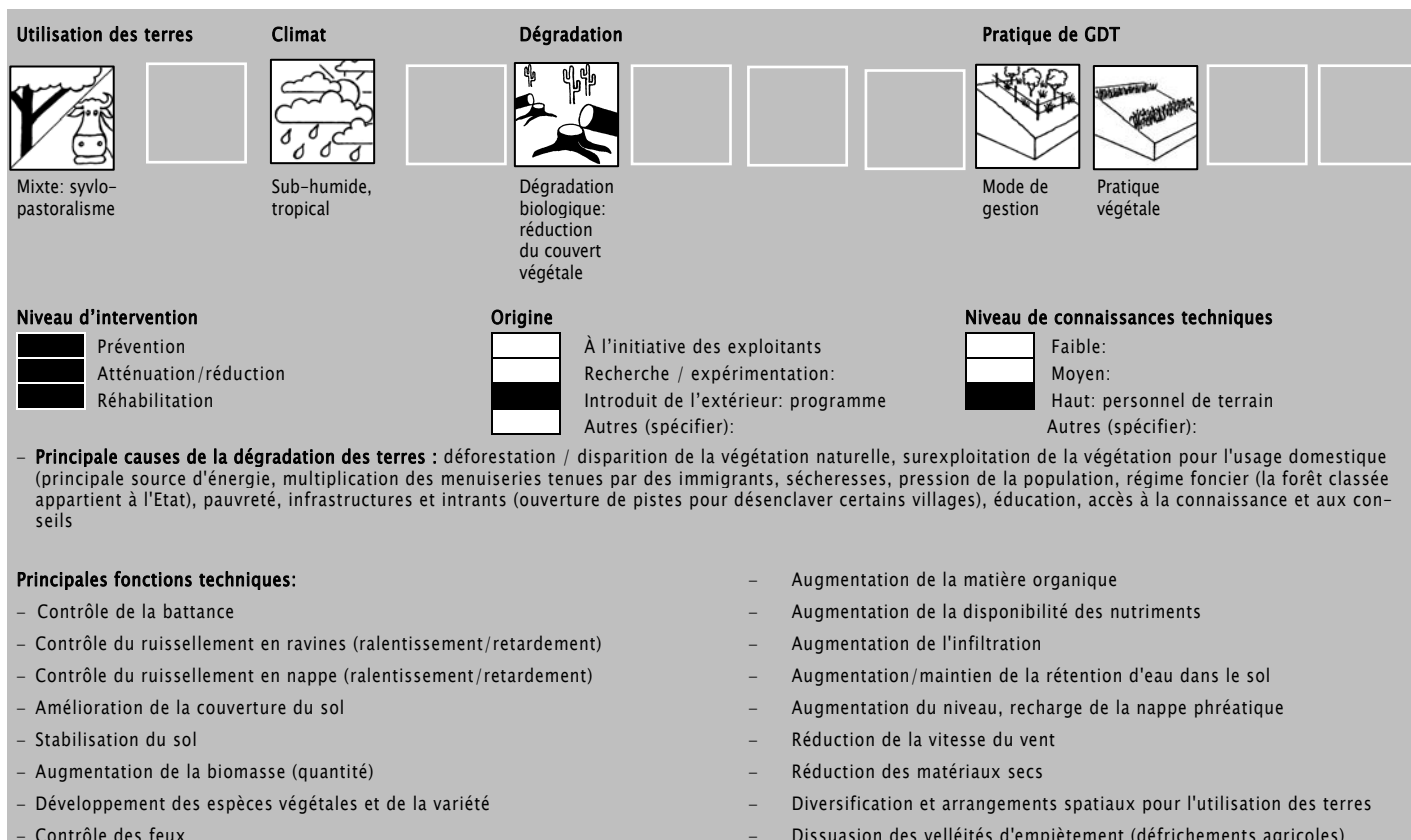 Utilisation des terres Climat Dégradation Pratique de GDT
Mixte: syvlo-
pastoralisme
Sub-humide,
tropical
Dégradation
biologique:
réduction
du couvert
végétale
Mode de
gestion
Pratique
végétale
Niveau d'intervention
Prévention
Atténuation/réduction
Réhabilitation
Origine
À l'initiative des exploitants
Recherche / expérimentation:
Introduit de l'extérieur: programme
Autres (spécifier):
Niveau de connaissances techniques
Faible:
Moyen:
Haut: personnel de terrain
Autres (spécifier):
– Principale causes de la dégradation des terres : déforestation / disparition de la végétation naturelle, surexploitation de la végétation pour l'usage domestique
(principale source d'énergie, multiplication des menuiseries tenues par des immigrants, sécheresses, pression de la population, régime foncier (la forêt classée
appartient à l'Etat), pauvreté, infrastructures et intrants (ouverture de pistes pour désenclaver certains villages), éducation, accès à la connaissance et aux con-
seils
Principales fonctions techniques:
– Contrôle de la battance
– Contrôle du ruissellement en ravines (ralentissement/retardement)
– Contrôle du ruissellement en nappe (ralentissement/retardement)
– Amélioration de la couverture du sol
– Stabilisation du sol
– Augmentation de la biomasse (quantité)
– Développement des espèces végétales et de la variété
– Contrôle des feux
– Augmentation de la matière organique
– Augmentation de la disponibilité des nutriments
– Augmentation de l'infiltration
– Augmentation/maintien de la rétention d'eau dans le sol
– Augmentation du niveau, recharge de la nappe phréatique
– Réduction de la vitesse du vent
– Réduction des matériaux secs
– Diversification et arrangements spatiaux pour l'utilisation des terres
– Dissuasion des velléités d'empiètement (défrichements agricoles)